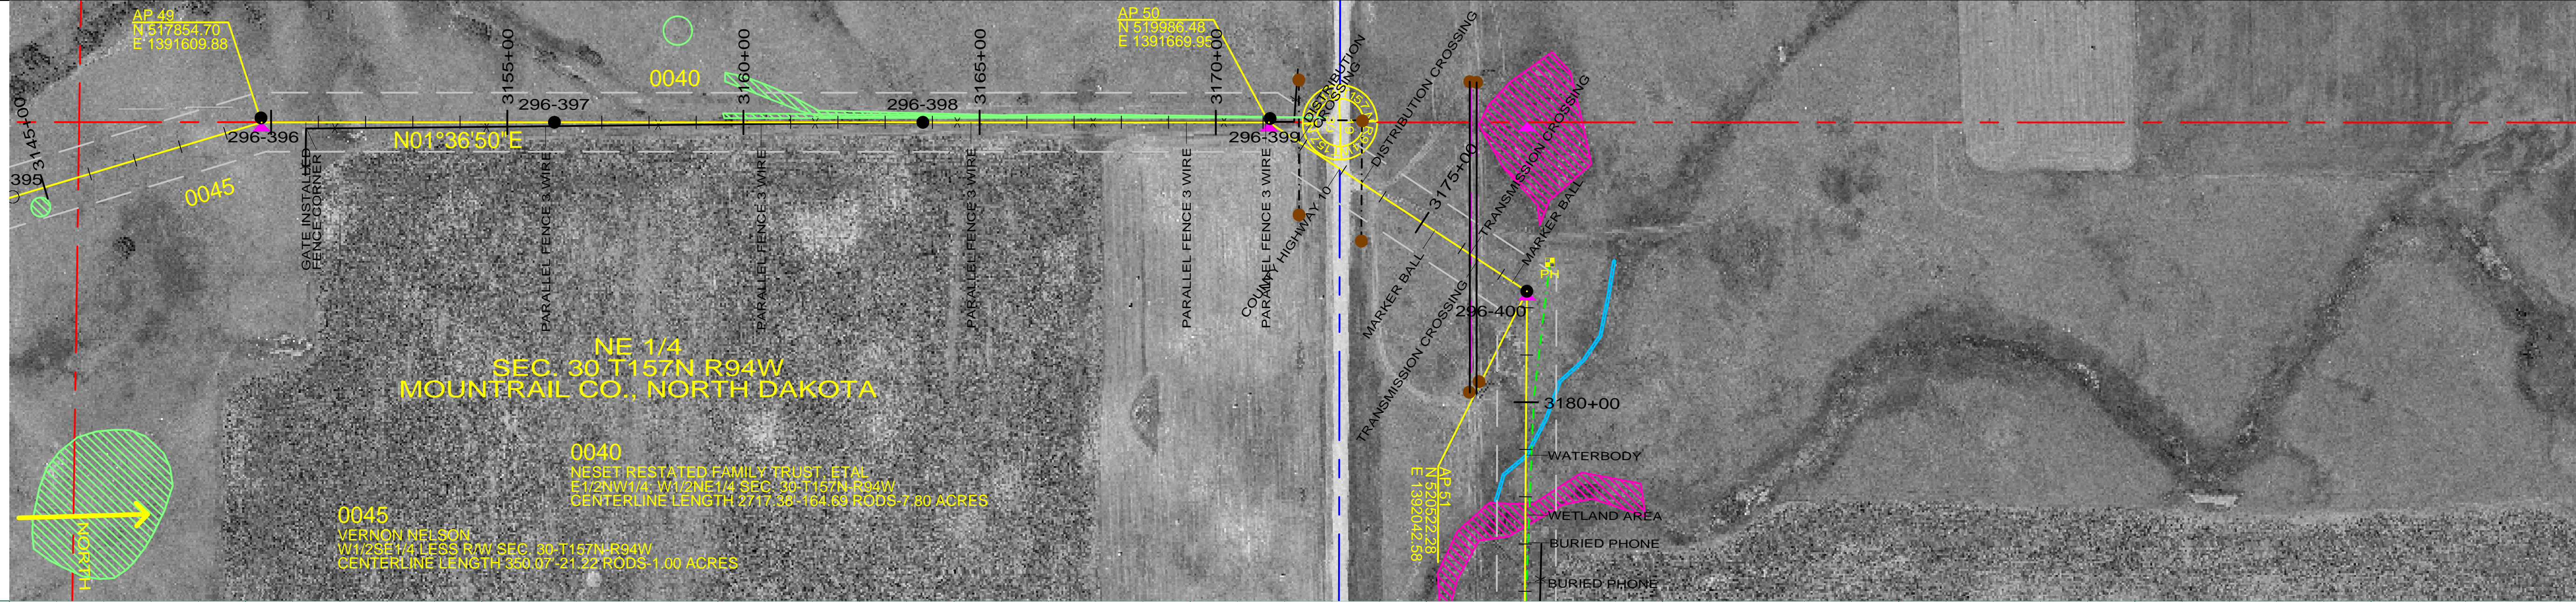 AP 49
N 517854.70
E 1391609.88
AP 50
N 519986.48
E 1391669.95
0040
3145+00
3155+00
3160+00
3165+00
3170+00
3175+00
3180+00
395
296-396
296-397
296-398
296-399
296-400
N01°36'50"E
0045
GATE INSTALLED
FENCE CORNER
PARALLEL FENCE 3 WIRE
PARALLEL FENCE 3 WIRE
PARALLEL FENCE 3 WIRE
PARALLEL FENCE 3 WIRE
PARALLEL FENCE 3 WIRE
COUNTY HIGHWAY 10
DISTRIBUTION
CROSSING
DISTRIBUTION CROSSING
TRANSMISSION CROSSING
MARKER BALL
MARKER BALL
TRANSMISSION CROSSING
PH
NE 1/4
SEC. 30 T157N R94W
MOUNTRAIL CO., NORTH DAKOTA
0040
NESET RESTATED FAMILY TRUST, ETAL
E1/2NW1/4; W1/2NE1/4 SEC. 30-T157N-R94W
CENTERLINE LENGTH 2717.38'-164.69 RODS-7.80 ACRES
0045
VERNON NELSON
W1/2SE1/4 LESS R/W SEC. 30-T157N-R94W
CENTERLINE LENGTH 350.07'-21.22 RODS-1.00 ACRES
NORTH
AP 51
N 520522.28
E 1392042.58
WATERBODY
WETLAND AREA
BURIED PHONE
BURIED PHONE